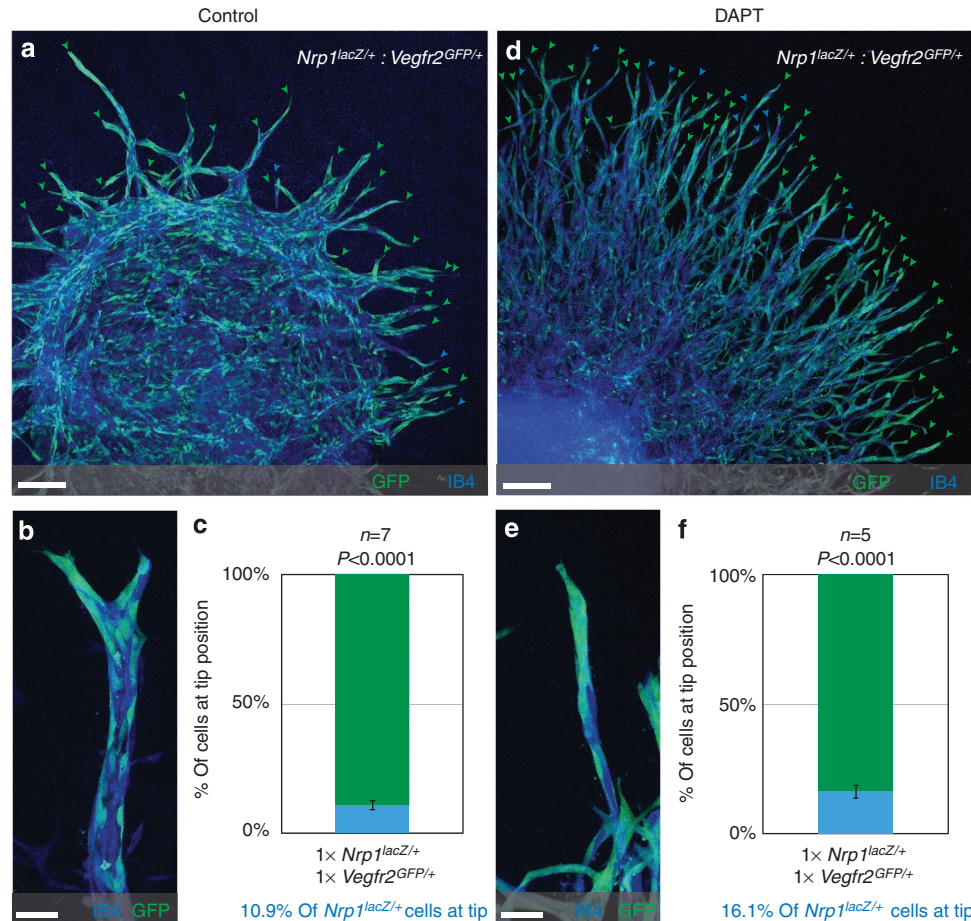 Control
DAPT
a
Nrp1lacZ/+ : Vegfr2GFP/+
GFP IB4
d
Nrp1lacZ/+ : Vegfr2GFP/+
GFP IB4
b
IB4 GFP
c
n=7
P<0.0001
100%
50%
0%
% Of cells at tip position
1× Nrp1lacZ/+
1× Vegfr2GFP/+
10.9% Of Nrp1lacZ/+ cells at tip
e
IB4 GFP
f
n=5
P<0.0001
100%
50%
0%
% Of cells at tip position
1× Nrp1lacZ/+
1× Vegfr2GFP/+
16.1% Of Nrp1lacZ/+ cells at tip